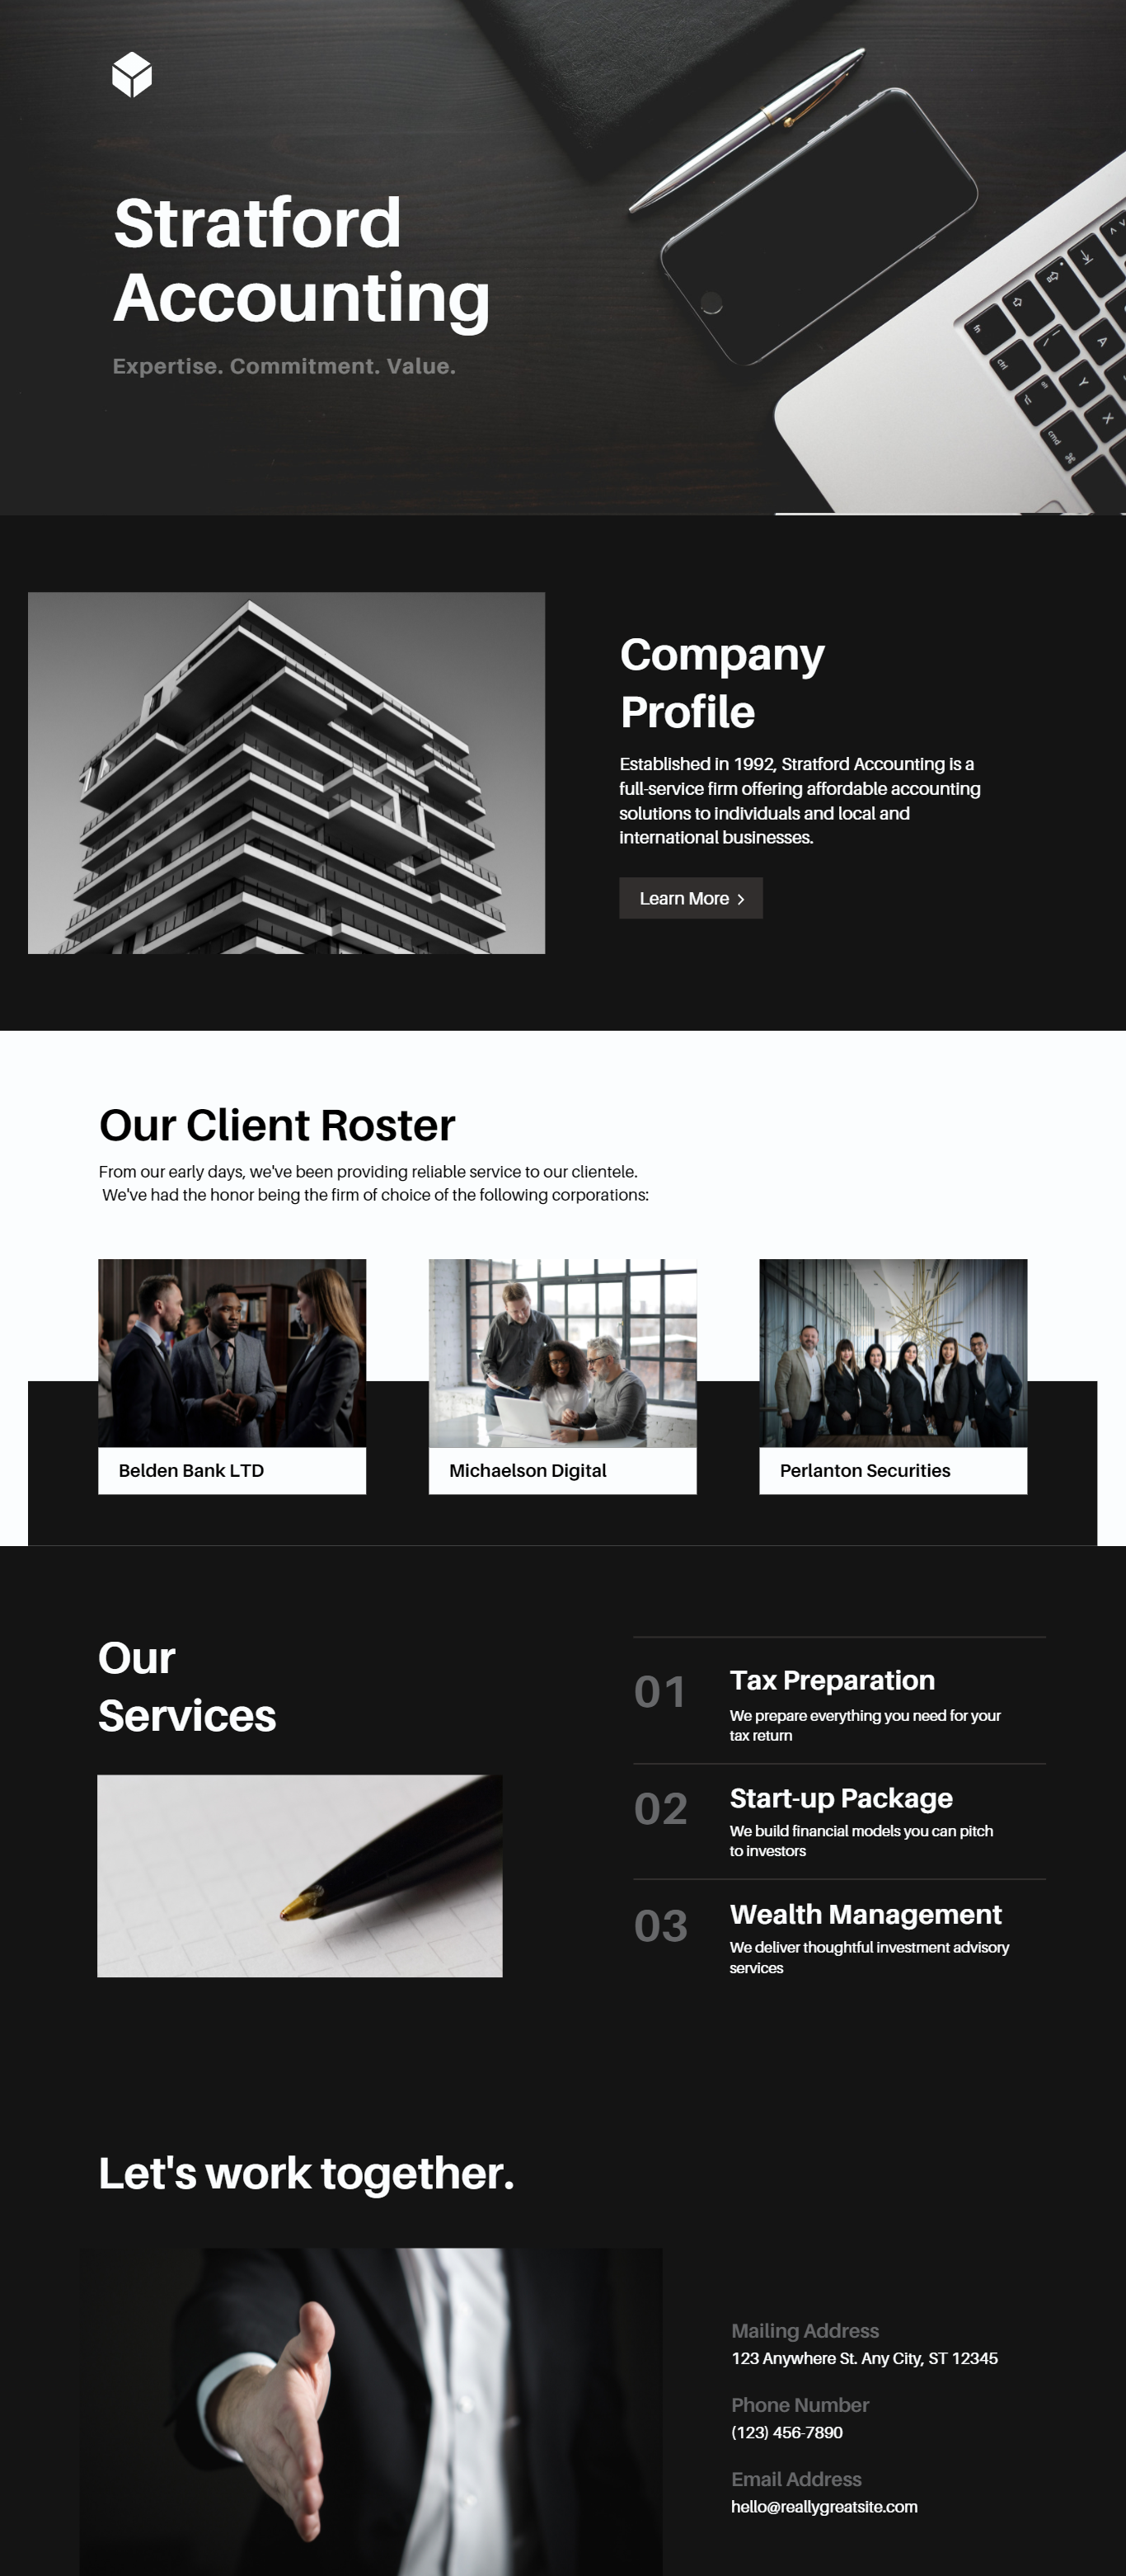 Stratford
Accounting
Expertise. Commitment. Value.
Company
Profile
Established in 1992, Stratford Accounting is a
full-service firm offering affordable accounting
solutions to individuals and local and
international businesses.
Learn More
Our Client Roster
From our early days, we've been providing reliable service to our clientele.
We've had the honor being the firm of choice of the following corporations:
Belden Bank LTD
Michaelson Digital
Perlanton Securities
Our
Services
01
Tax Preparation
We prepare everything you need for your
tax return
02
Start-up Package
We build financial models you can pitch
to investors
03
Wealth Management
We deliver thoughtful investment advisory
services
Let's work together.
Mailing Address
123 Anywhere St. Any City, ST 12345
Phone Number
(123) 456-7890
Email Address
hello@reallygreatsite.com